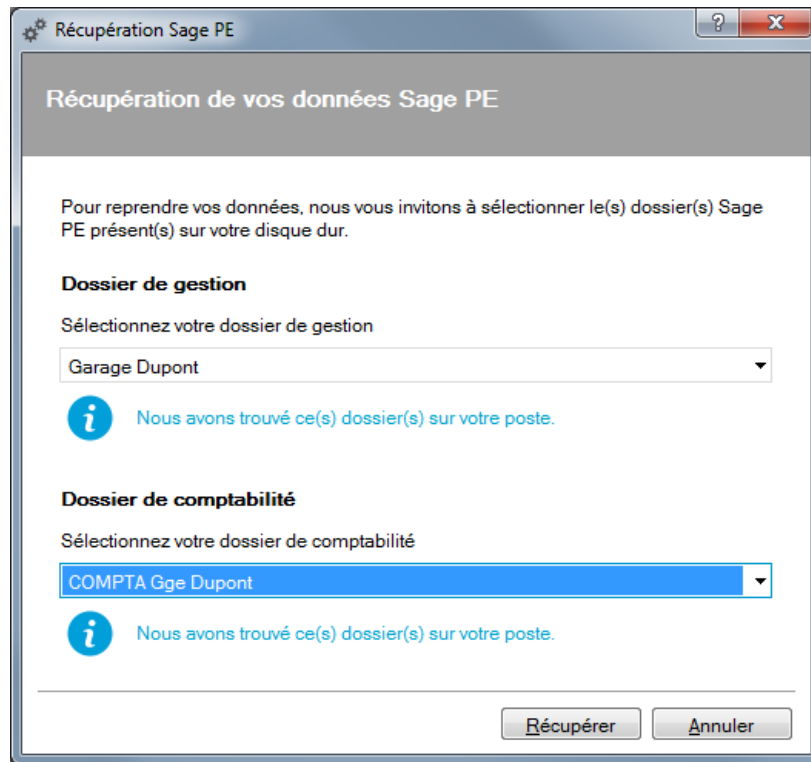 Récupération Sage PE
Récupération de vos données Sage PE
Pour reprendre vos données, nous vous invitons à sélectionner le(s) dossier(s) Sage
PE présent(s) sur votre disque dur.
Dossier de gestion
Sélectionnez votre dossier de gestion
Garage Dupont
Nous avons trouvé ce(s) dossier(s) sur votre poste.
Dossier de comptabilité
Sélectionnez votre dossier de comptabilité
COMPTA Gge Dupont
Nous avons trouvé ce(s) dossier(s) sur votre poste.
Récupérer Annuler